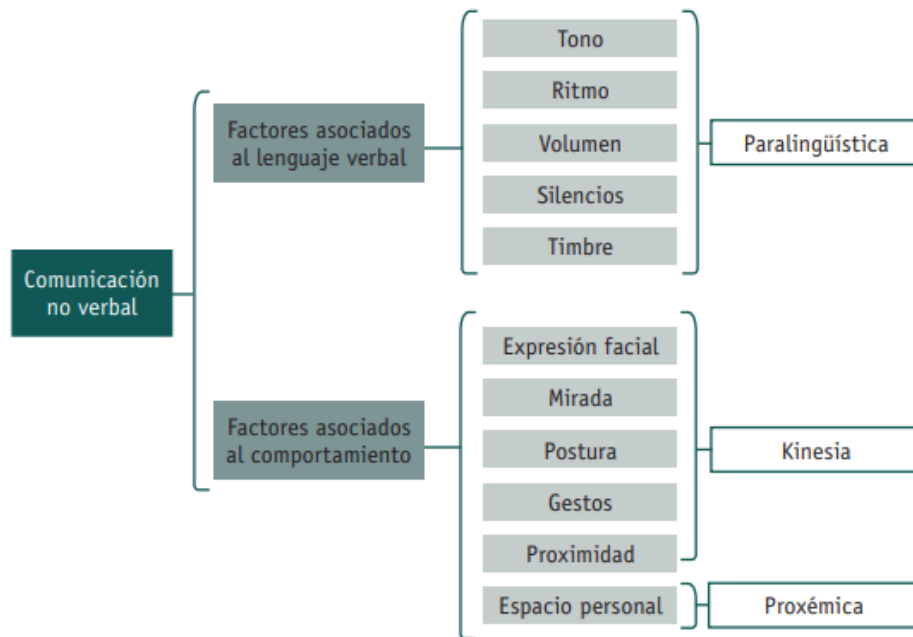 Comunicación
no verbal
Factores asociados
al lenguaje verbal
Tono
Ritmo
Volumen
Silencios
Timbre
Paralingüística
Factores asociados
al comportamiento
Expresión facial
Mirada
Postura
Gestos
Proximidad
Espacio personal
Kinesia
Proxémica